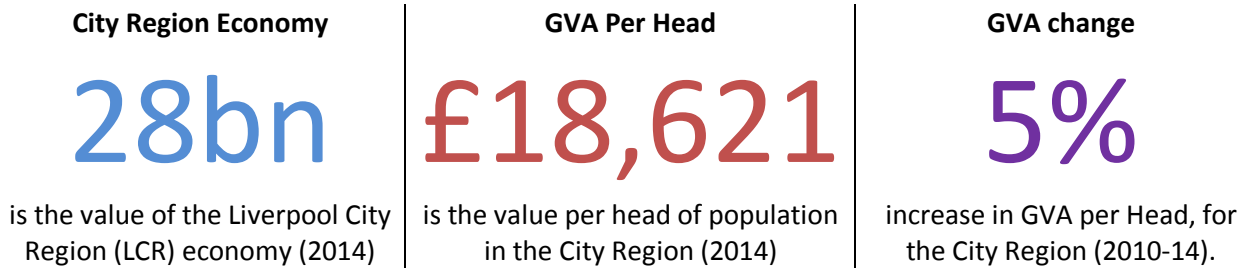 City Region Economy
28bn
is the value of the Liverpool City
Region (LCR) economy (2014)
GVA Per Head
£18,621
is the value per head of population
in the City Region (2014)
GVA change
5%
increase in GVA per Head, for
the City Region (2010-14).